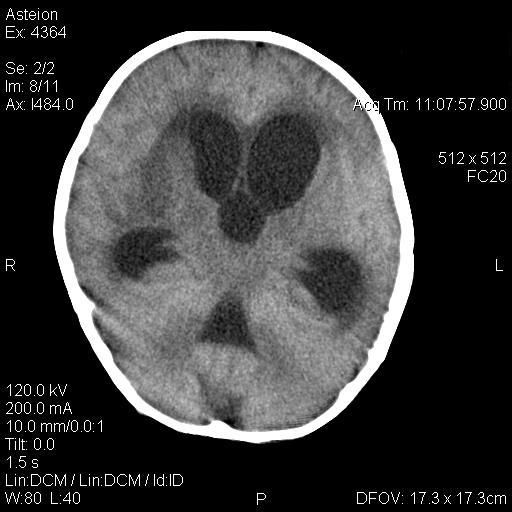 Asteion
Ex: 4364
Se: 2/2
Im: 8/11
Ax: I484.0
Acq Tm: 11:07:57.900
512 x 512
FC20
R
L
120.0 kV
200.0 mA
10.0 mm/0.0:1
Tilt: 0.0
1.5 s
Lin:DCM / Lin:DCM / Id:ID
W:80 L:40
P
DFOV: 17.3 x 17.3cm